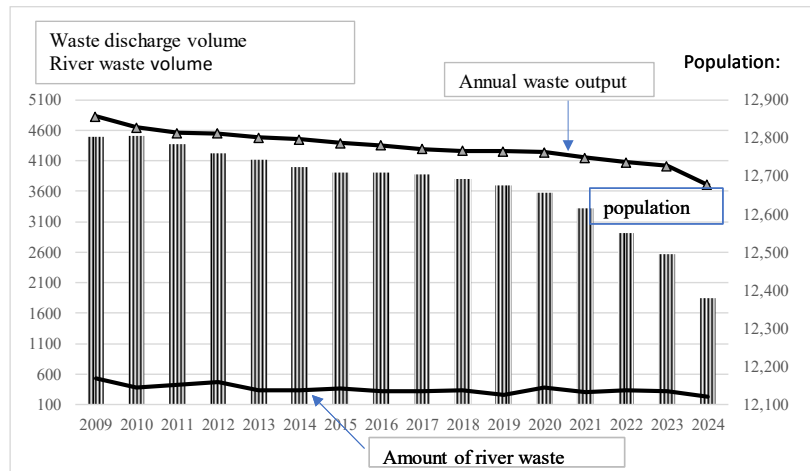 Waste discharge volume
River waste volume
Population:
Annual waste output
5100
4600
4100
3600
3100
2600
2100
1600
1100
600
100
12,900
12,800
12,700
12,600
12,500
12,400
12,300
12,200
12,100
population
2009 2010 2011 2012 2013 2014 2015 2016 2017 2018 2019 2020 2021 2022 2023 2024
Amount of river waste